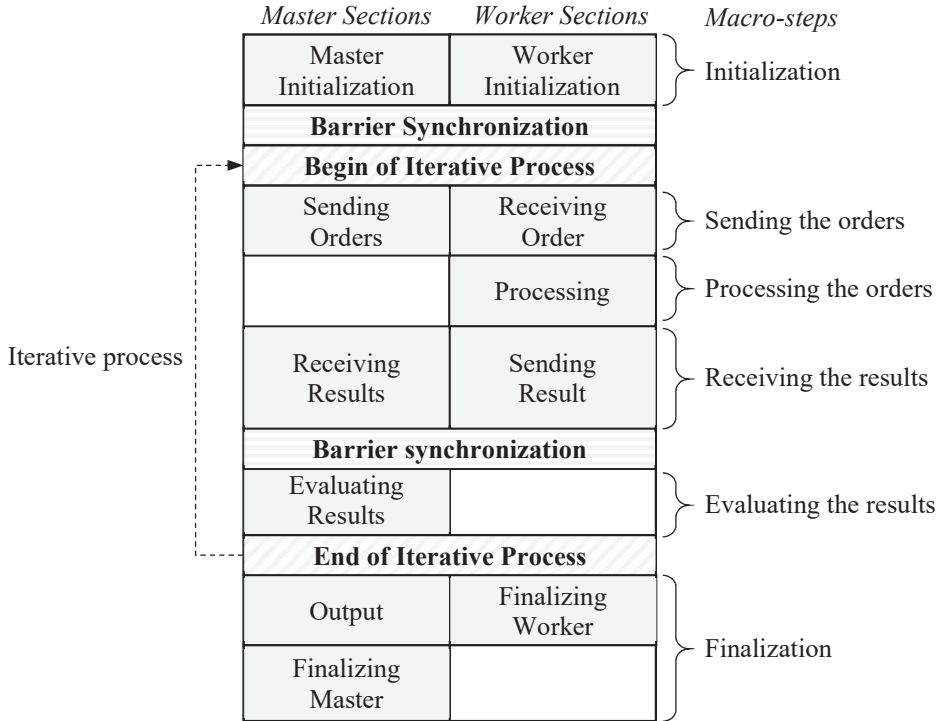 Master Sections
Worker Sections
Macro-steps
Master
Initialization
Worker
Initialization
Initialization
Barrier Synchronization
Begin of Iterative Process
Sending
Orders
Receiving
Order
Sending the orders
Processing
Processing the orders
Iterative process
Receiving
Results
Sending
Result
Receiving the results
Barrier synchronization
Evaluating
Results
Evaluating the results
End of Iterative Process
Output
Finalizing
Worker
Finalization
Finalizing
Master